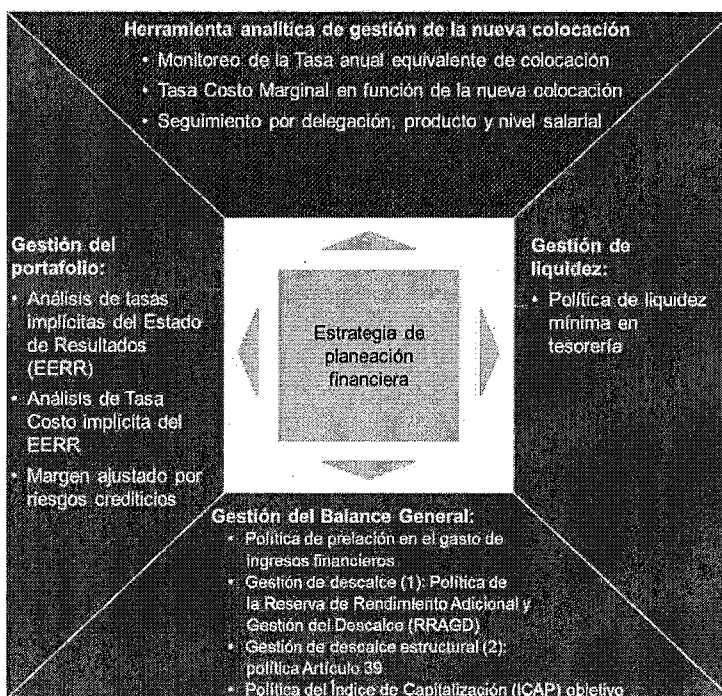 Herramienta analítica de gestión de la nueva colocación
• Monitoreo de la Tasa anual equivalente de colocación
• Tasa Costo Marginal en función de la nueva colocación
• Seguimiento por delegación, producto y nivel salarial
Gestión del
portafolio:
• Análisis de tasas
implícitas del Estado
de Resultados
(EERR)
• Análisis de Tasa
Costo implícita del
EERR
• Margen ajustado por
riesgos crediticios
Estrategia de
planeación
financiera
Gestión de
liquidez:
• Política de liquidez
mínima en
tesorería
Gestión del Balance General:
• Política de prelación en el gasto de
ingresos financieros
• Gestión de descalce (1): Política de
la Reserva de Rendimiento Adicional y
Gestión del Descalce (RRAGD)
• Gestión de descalce estructural (2):
política Artículo 39
• Política del Índice de Capitalización (ICAP) objetivo